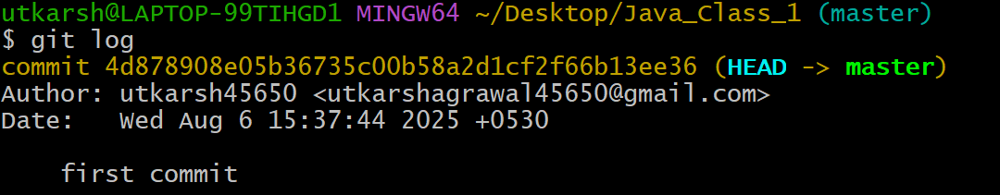 utkarsh@LAPTOP-99TIHGD1 MINGW64 ~/Desktop/Java_Class_1 (master)
$ git log
commit 4d878908e05b36735c00b58a2d1cf2f66b13ee36 (HEAD -> master)
Author: utkarsh45650 <utkarshagrawal45650@gmail.com>
Date:   Wed Aug 6 15:37:44 2025 +0530

    first commit